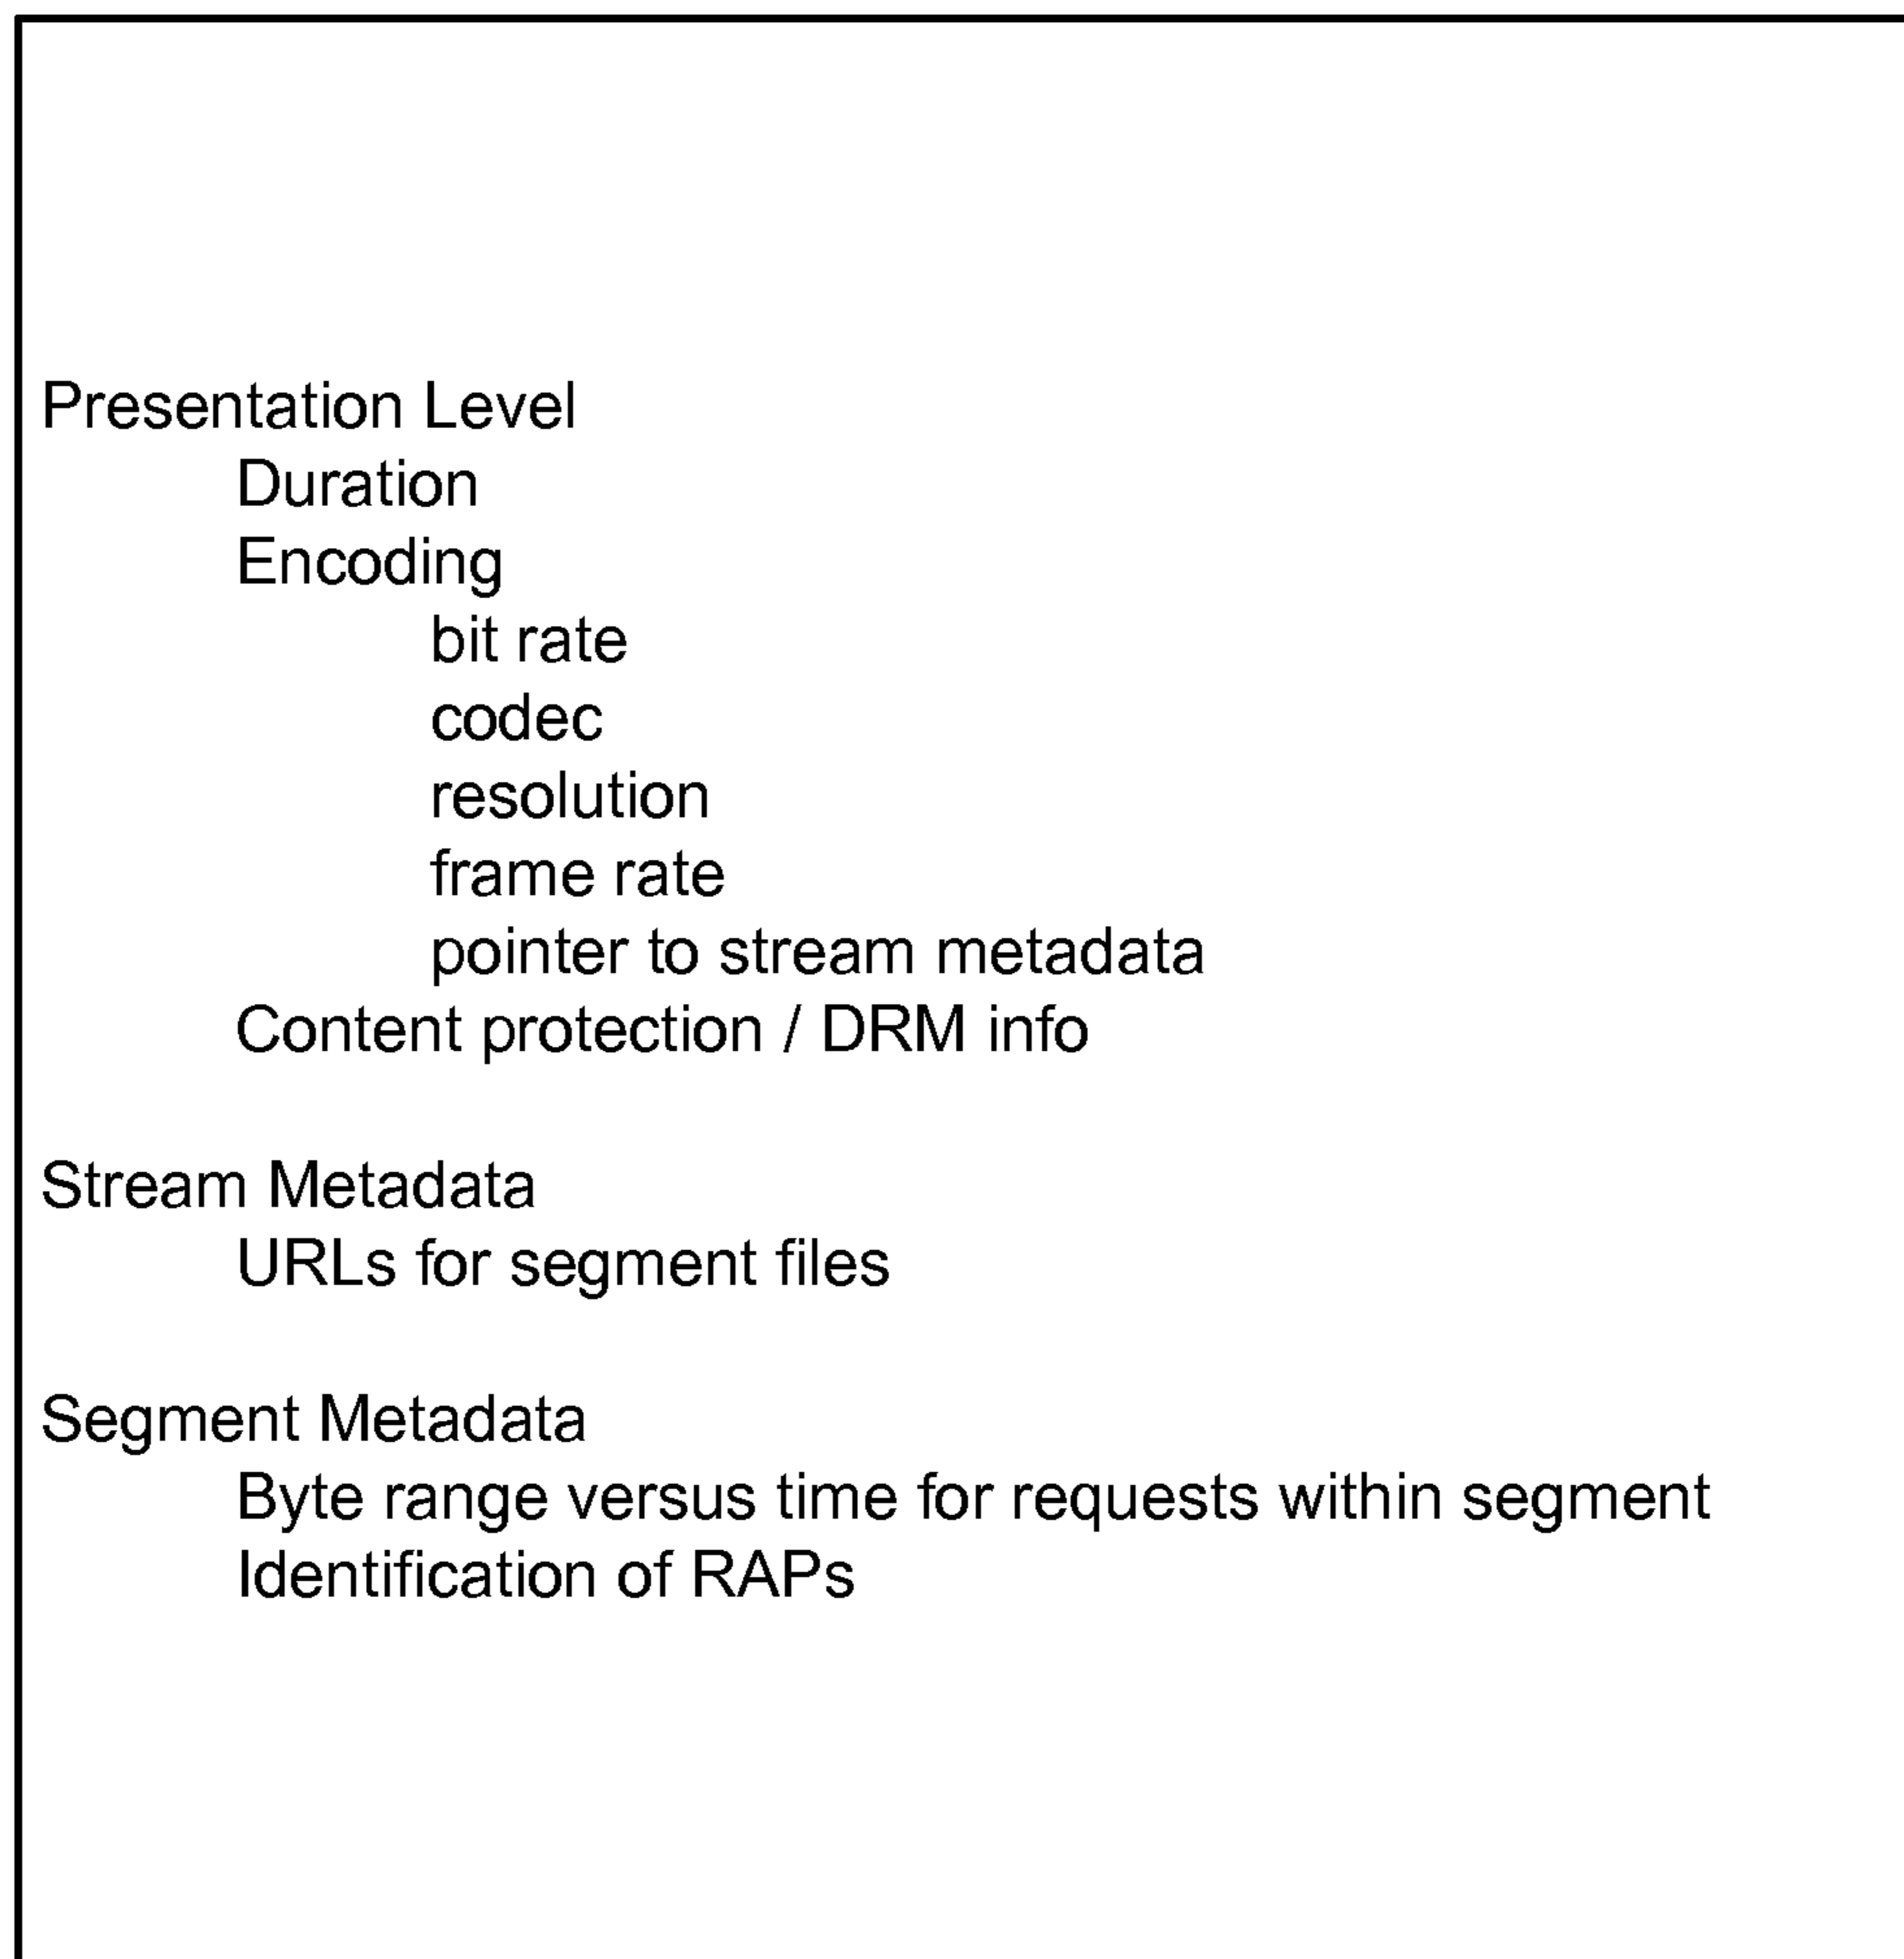 Presentation Level
Duration
Encoding
bit rate
codec
resolution
frame rate
pointer to stream metadata
Content protection / DRM info
Stream Metadata
URLs for segment files
Segment Metadata
Byte range versus time for requests within segment
Identification of RAPs